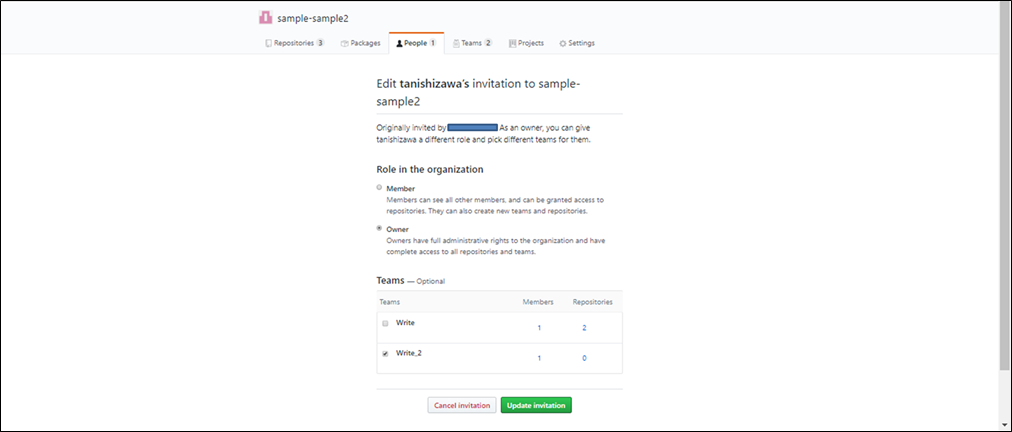 sample-sample2
Repositories 3 Packages People 1 Teams 2 Projects Settings
Edit tanishizawa's invitation to sample-
sample2
Originally invited by As an owner, you can give
tanishizawa a different role and pick different teams for them.
Role in the organization
Member
Members can see all other members, and can be granted access to
repositories. They can also create new teams and repositories.
Owner
Owners have full administrative rights to the organization and have
complete access to all repositories and teams.
Teams — Optional
Teams Members Repositories
Write 1 2
Write_2 1 0
Cancel invitation Update invitation